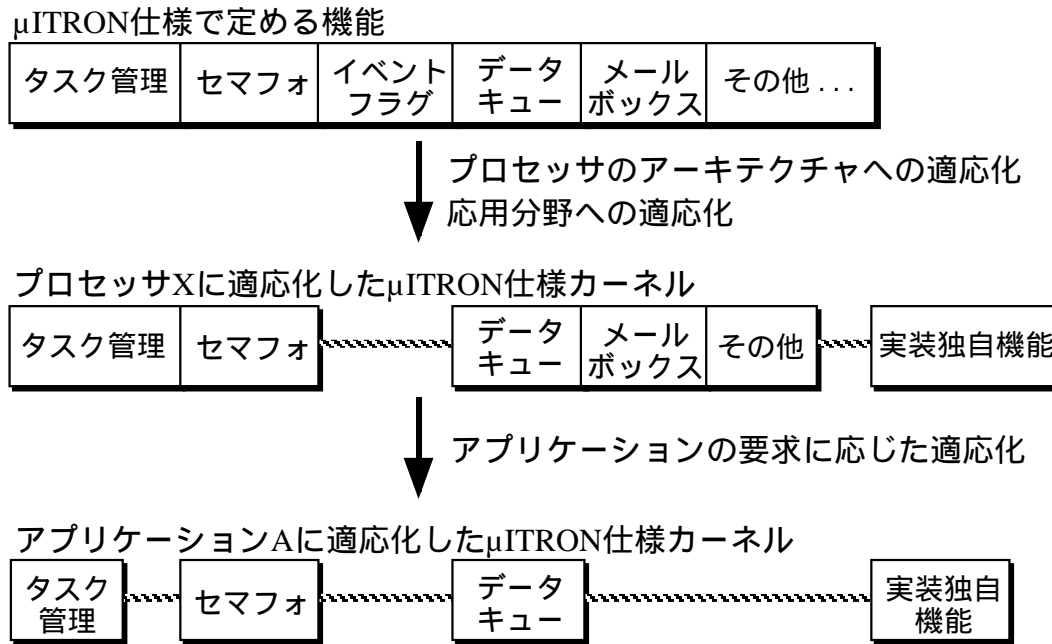 μITRON仕様で定める機能
タスク管理 セマフォ イベント データ メール その他 . . .
フラグ キュー ボックス
プロセッサのアーキテクチャへの適応化
応用分野への適応化
プロセッサXに適応化したμITRON仕様カーネル
タスク管理 セマフォ データ メール その他 実装独自機能
キュー ボックス
アプリケーションの要求に応じた適応化
アプリケーションAに適応化したμITRON仕様カーネル
タスク セマフォ データ 実装独自
管理 キュー 機能